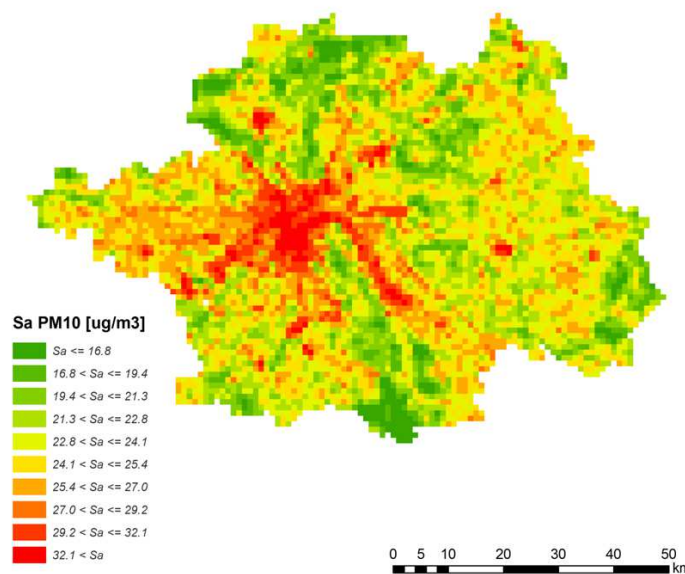 Sa PM10 [ug/m3]
Sa <= 16.8
16.8 < Sa <= 19.4
19.4 < Sa <= 21.3
21.3 < Sa <= 22.8
22.8 < Sa <= 24.1
24.1 < Sa <= 25.4
25.4 < Sa <= 27.0
27.0 < Sa <= 29.2
29.2 < Sa <= 32.1
32.1 < Sa
0 5 10 20 30 40 50
km